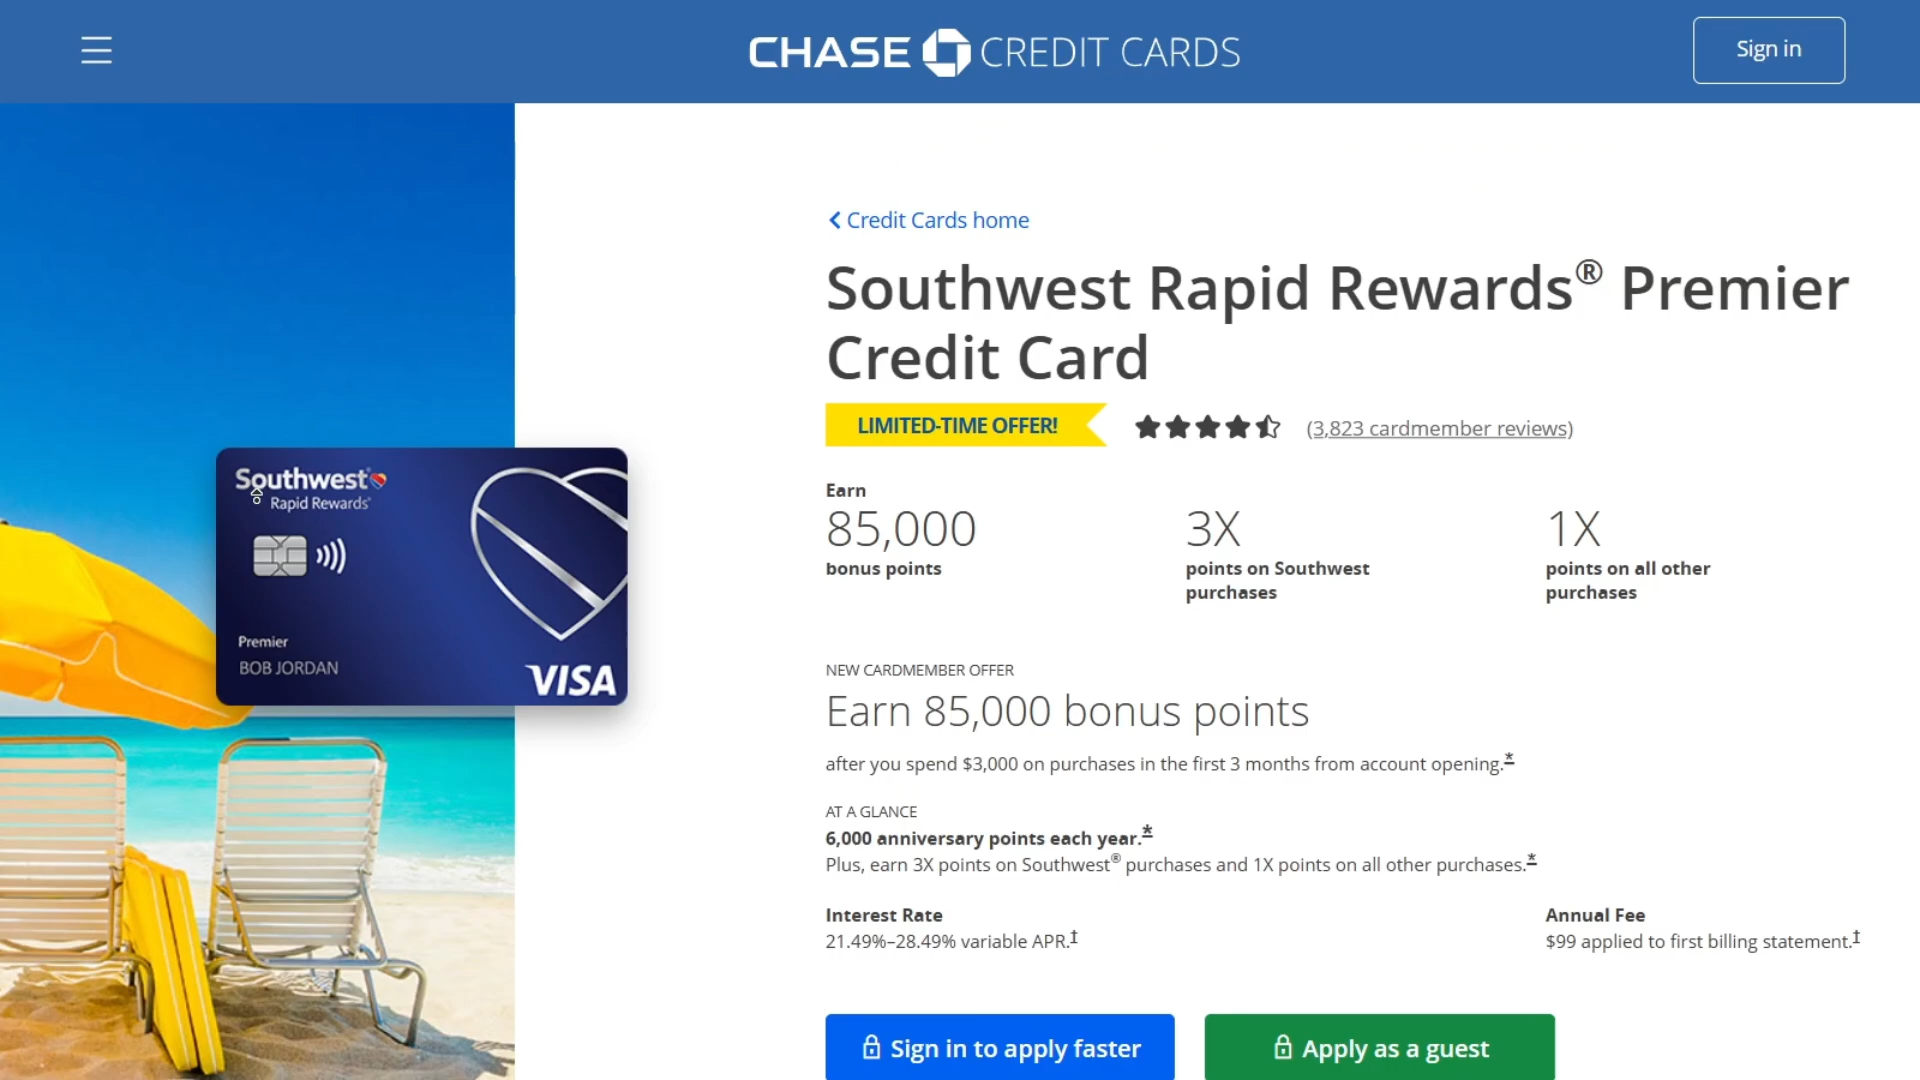 CHASE CREDIT CARDS
Sign in
Credit Cards home
Southwest Rapid Rewards® Premier
Credit Card
LIMITED-TIME OFFER!
(3,823 cardmember reviews)
Southwest®
Rapid Rewards®
Premier
BOB JORDAN
VISA
Earn
85,000
bonus points
3X
points on Southwest
purchases
1X
points on all other
purchases
NEW CARDMEMBER OFFER
Earn 85,000 bonus points
after you spend $3,000 on purchases in the first 3 months from account opening.*
AT A GLANCE
6,000 anniversary points each year.*
Plus, earn 3X points on Southwest® purchases and 1X points on all other purchases.*
Interest Rate
21.49%–28.49% variable APR.†
Annual Fee
$99 applied to first billing statement.†
Sign in to apply faster
Apply as a guest